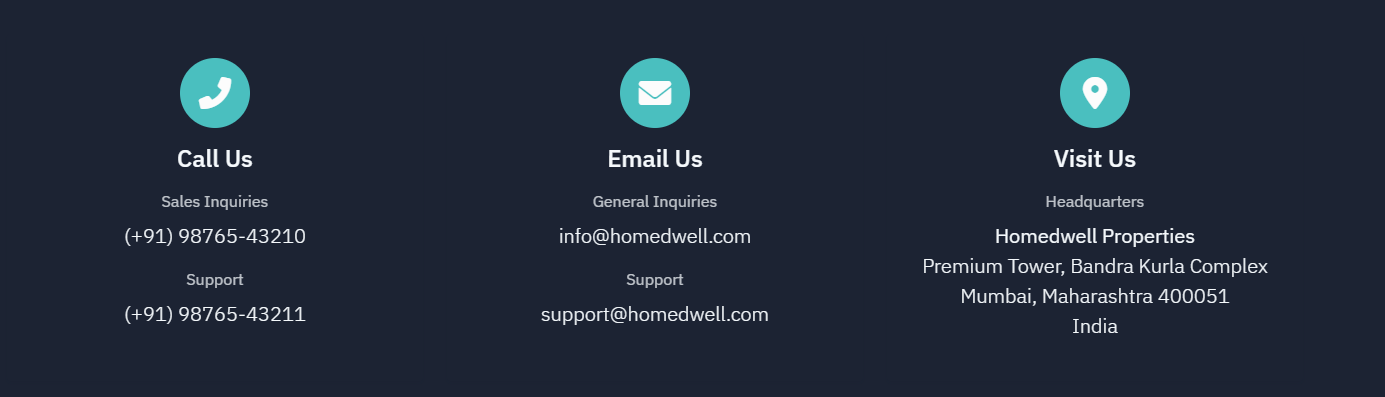 Call Us
Sales Inquiries
(+91) 98765-43210
Support
(+91) 98765-43211
Email Us
General Inquiries
info@homedwell.com
Support
support@homedwell.com
Visit Us
Headquarters
Homedwell Properties
Premium Tower, Bandra Kurla Complex
Mumbai, Maharashtra 400051
India